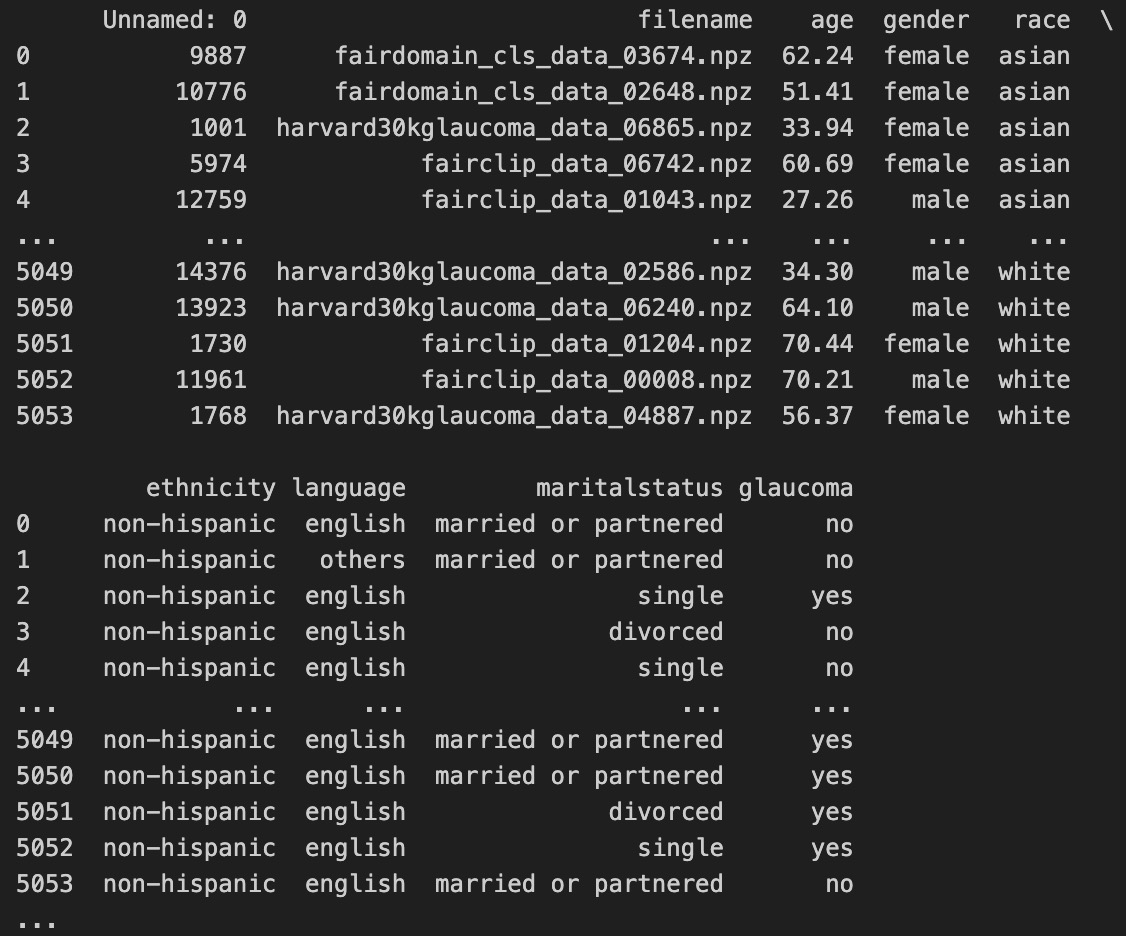 Unnamed: 0 filename age gender race \
0 9887 fairdomain_cls_data_03674.npz 62.24 female asian
1 10776 fairdomain_cls_data_02648.npz 51.41 female asian
2 1001 harvard30kglaucoma_data_06865.npz 33.94 female asian
3 5974 fairclip_data_06742.npz 60.69 female asian
4 12759 fairclip_data_01043.npz 27.26 male asian
... ... ... ... ... ...
5049 14376 harvard30kglaucoma_data_02586.npz 34.30 male white
5050 13923 harvard30kglaucoma_data_06240.npz 64.10 male white
5051 1730 fairclip_data_01204.npz 70.44 female white
5052 11961 fairclip_data_00008.npz 70.21 male white
5053 1768 harvard30kglaucoma_data_04887.npz 56.37 female white
ethnicity language maritalstatus glaucoma
0 non-hispanic english married or partnered no
1 non-hispanic others married or partnered no
2 non-hispanic english single yes
3 non-hispanic english divorced no
4 non-hispanic english single no
... ... ... ... ...
5049 non-hispanic english married or partnered yes
5050 non-hispanic english married or partnered yes
5051 non-hispanic english divorced yes
5052 non-hispanic english single yes
5053 non-hispanic english married or partnered no
...